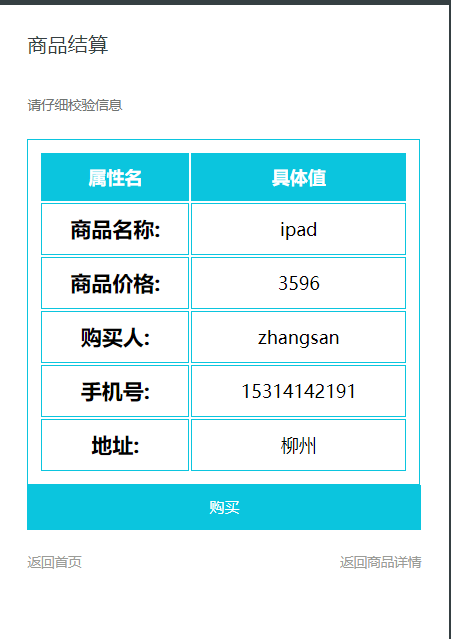 商品结算
请仔细校验信息
属性名 具体值
商品名称: ipad
商品价格: 3596
购买人: zhangsan
手机号: 15314142191
地址: 柳州
购买
返回首页 返回商品详情